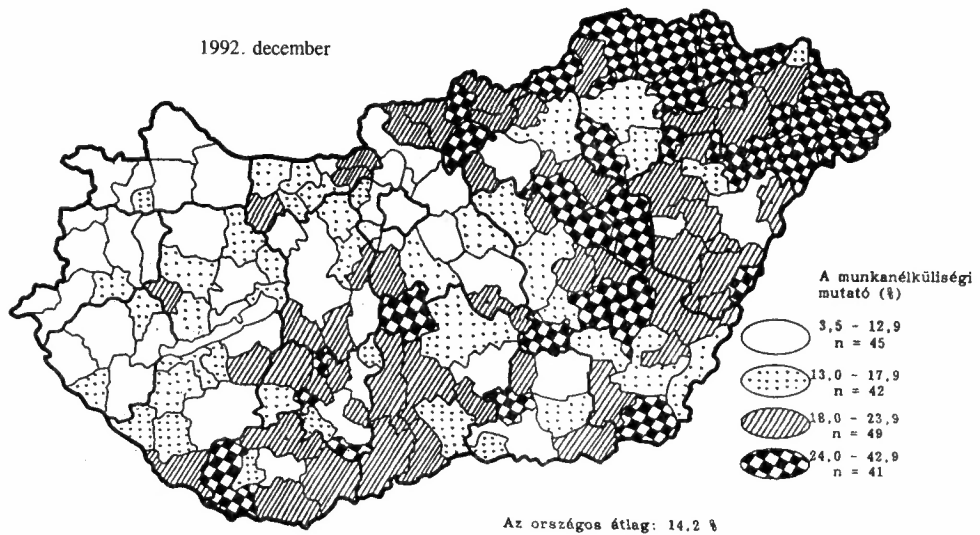 1992. december
A munkanélküliségi
mutató (%)
3,5 - 12,9
n = 45
13,0 - 17,9
n = 42
18,0 - 23,9
n = 49
24,0 - 42,9
n = 41
Az országos átlag: 14,2 %